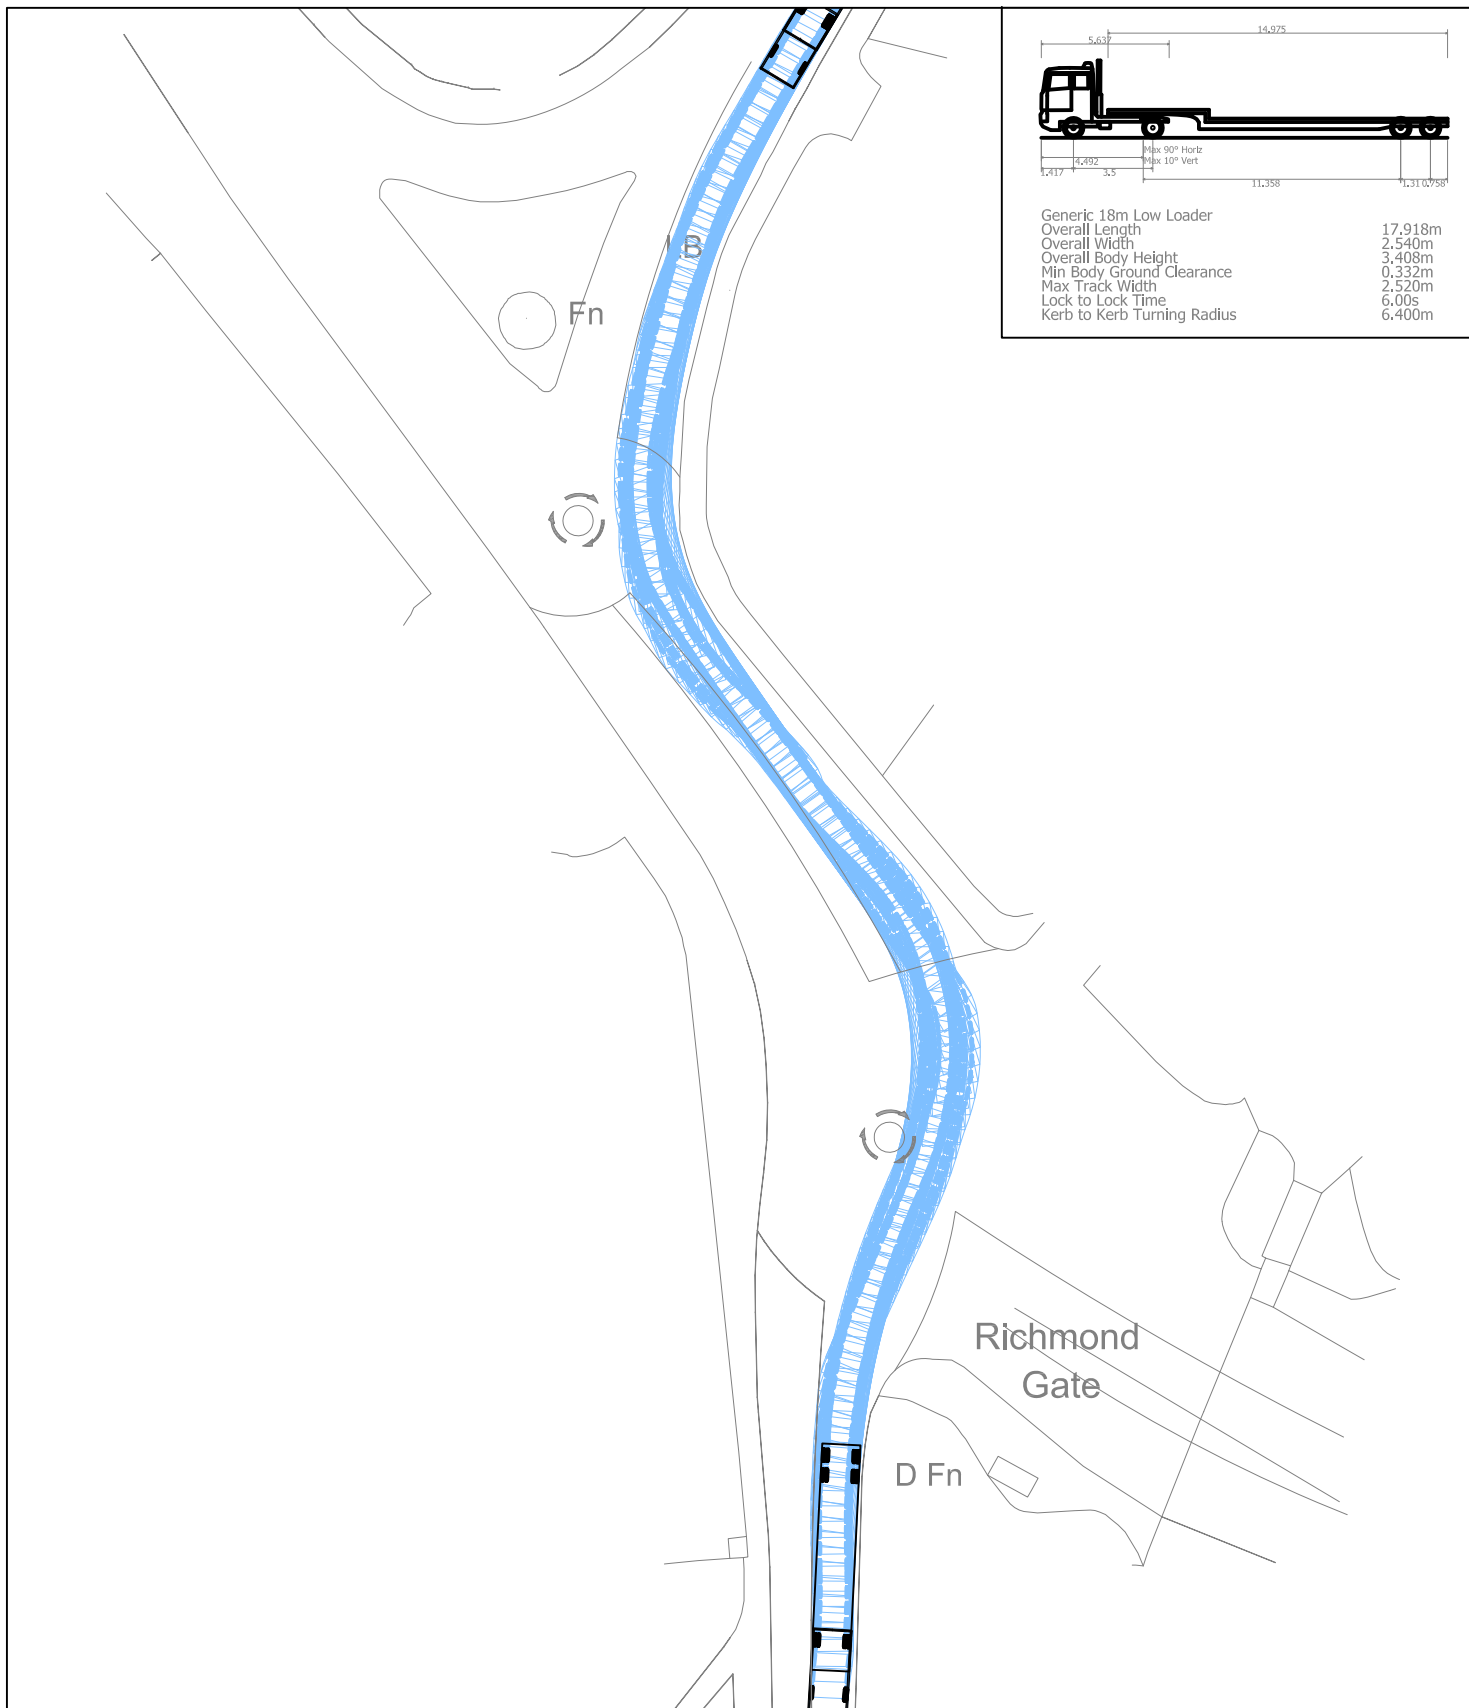 14.975
5.637
Max 90° Horiz
Max 10° Vert
4.492
1.417
3.5
11.358
1.31
0.758
Generic 18m Low Loader
Overall Length 17.918m
Overall Width 2.540m
Overall Body Height 3.408m
Min Body Ground Clearance 0.332m
Max Track Width 2.520m
Lock to Lock Time 6.00s
Kerb to Kerb Turning Radius 6.400m
LB
Fn
Richmond
Gate
D Fn